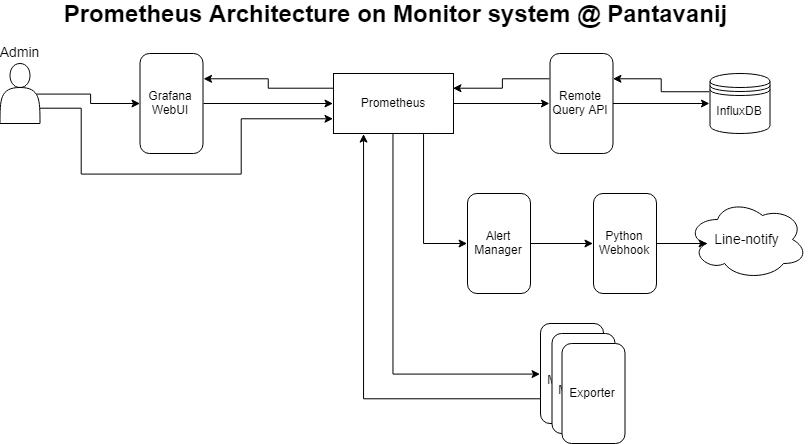 Prometheus Architecture on Monitor system @ Pantavanij
Admin
Grafana
WebUI
Prometheus
Remote
Query API
InfluxDB
Alert
Manager
Python
Webhook
Line-notify
Exporter